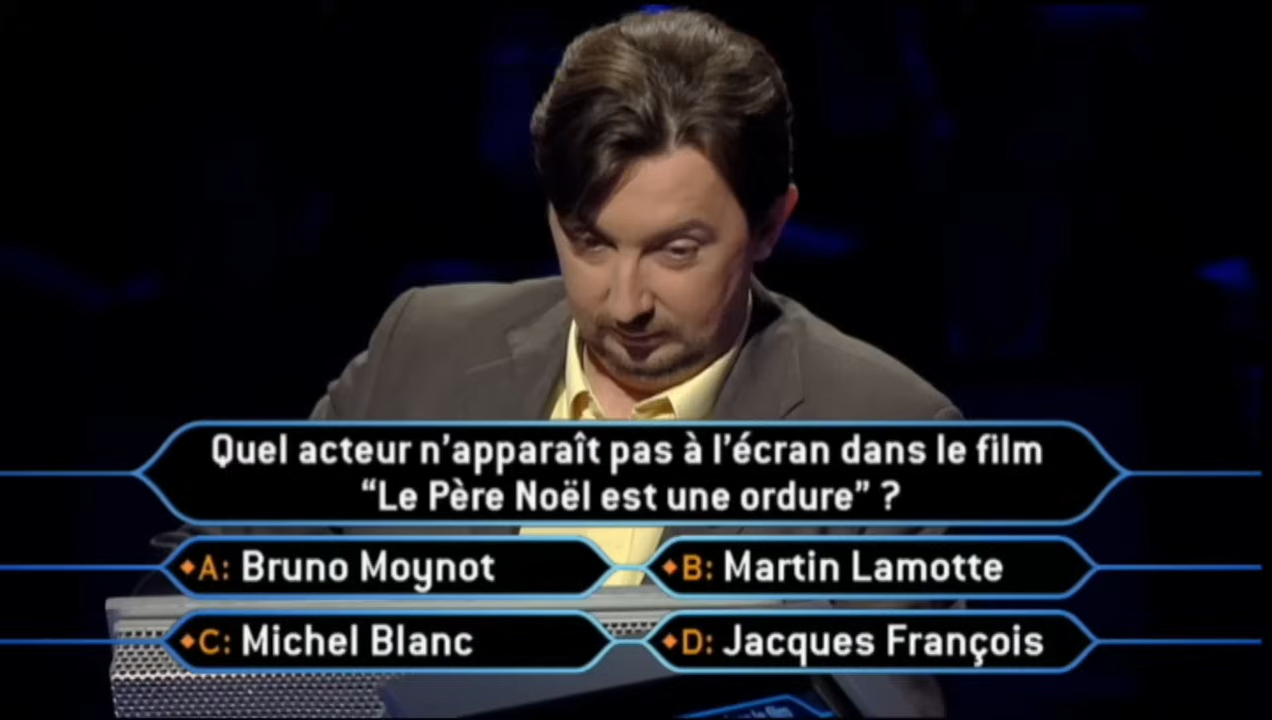 Quel acteur n'apparaît pas à l'écran dans le film
“Le Père Noël est une ordure” ?
A: Bruno Moynot
B: Martin Lamotte
C: Michel Blanc
D: Jacques François